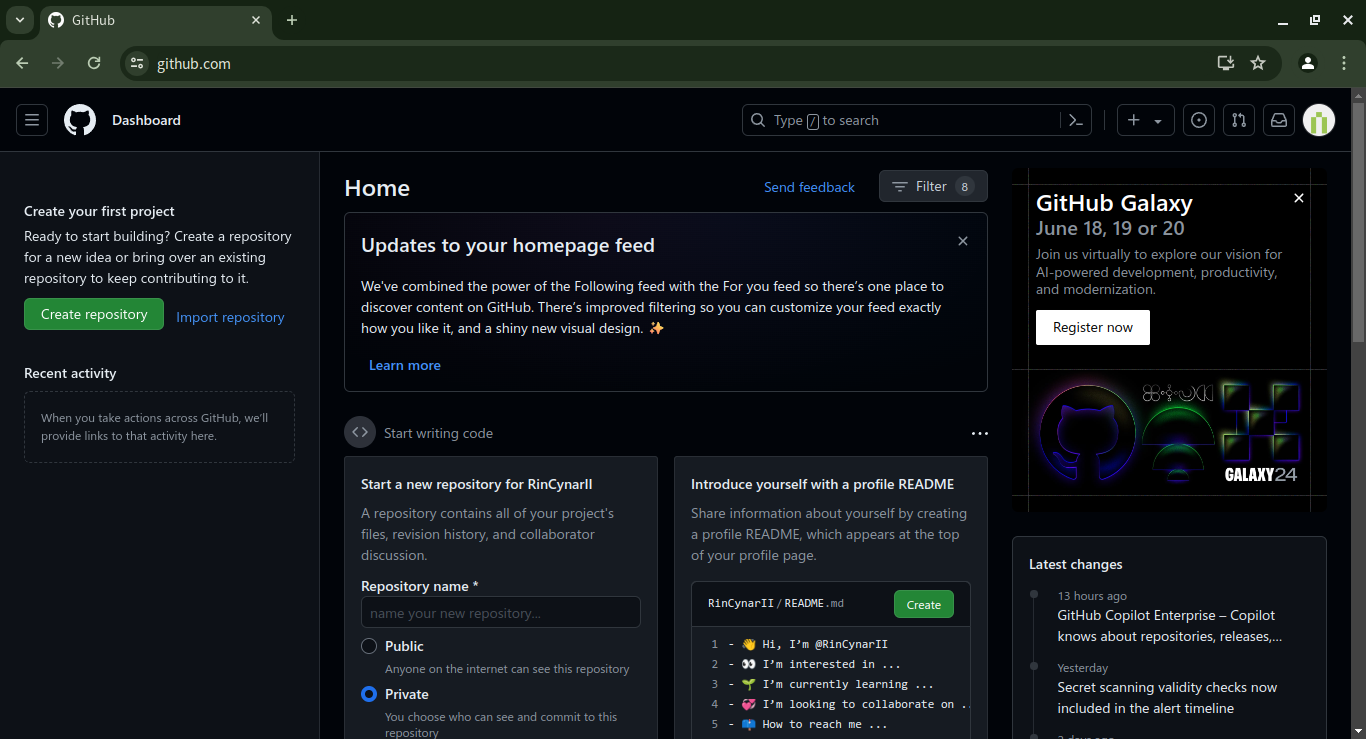 GitHub
github.com
Dashboard
Type / to search
Home
Send feedback
Filter 8
Create your first project
Ready to start building? Create a repository
for a new idea or bring over an existing
repository to keep contributing to it.
Create repository
Import repository
Recent activity
When you take actions across GitHub, we'll
provide links to that activity here.
Updates to your homepage feed
We've combined the power of the Following feed with the For you feed so there's one place to
discover content on GitHub. There's improved filtering so you can customize your feed exactly
how you like it, and a shiny new visual design. ✨
Learn more
Start writing code
Start a new repository for RinCynarII
A repository contains all of your project's
files, revision history, and collaborator
discussion.
Repository name *
name your new repository...
Public
Anyone on the internet can see this repository
Private
You choose who can see and commit to this
repository
Introduce yourself with a profile README
Share information about yourself by creating
a profile README, which appears at the top
of your profile page.
RinCynarII / README.md
Create
1 - 👋 Hi, I'm @RinCynarII
2 - 👀 I'm interested in ...
3 - 🌱 I'm currently learning ...
4 - 💞️ I'm looking to collaborate on ..
5 - 📫 How to reach me ...
GitHub Galaxy
June 18, 19 or 20
Join us virtually to explore our vision for
AI-powered development, productivity,
and modernization.
Register now
GALAXY24
Latest changes
13 hours ago
GitHub Copilot Enterprise – Copilot
knows about repositories, releases,...
Yesterday
Secret scanning validity checks now
included in the alert timeline